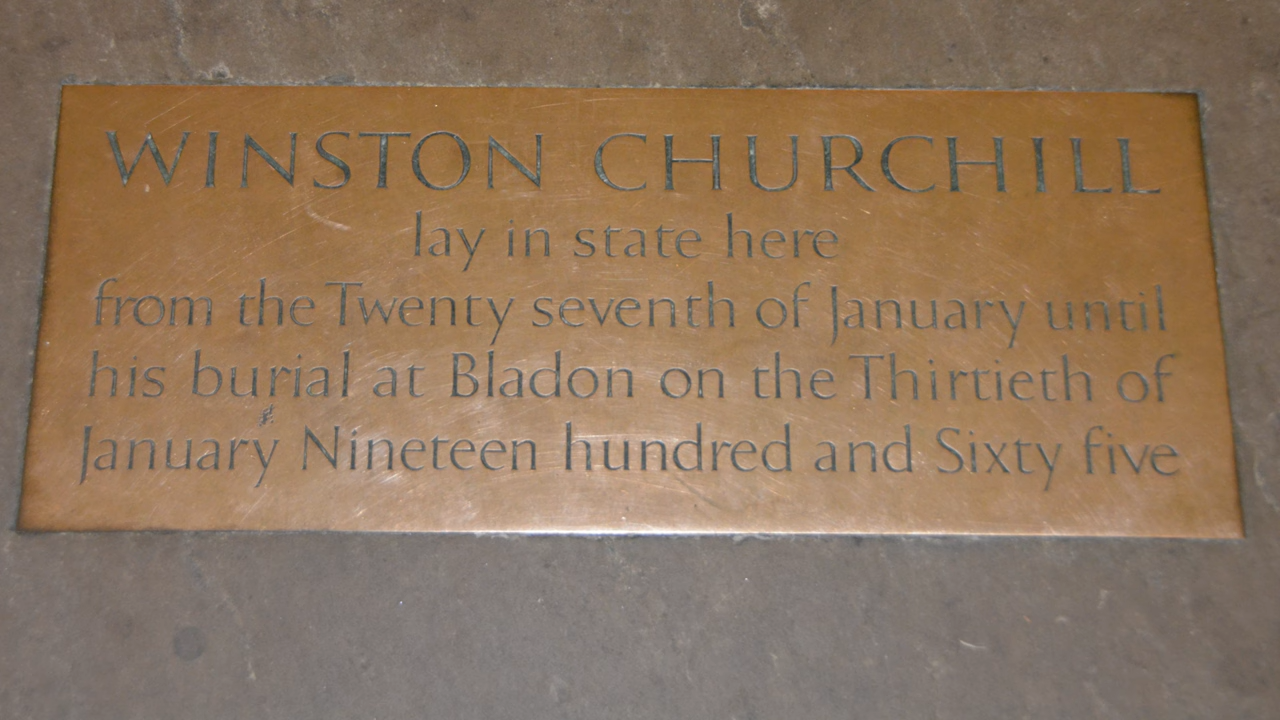 WINSTON CHURCHILL
lay in state here
from the Twenty seventh of January until
his burial at Bladon on the Thirtieth of
January Nineteen hundred and Sixty five